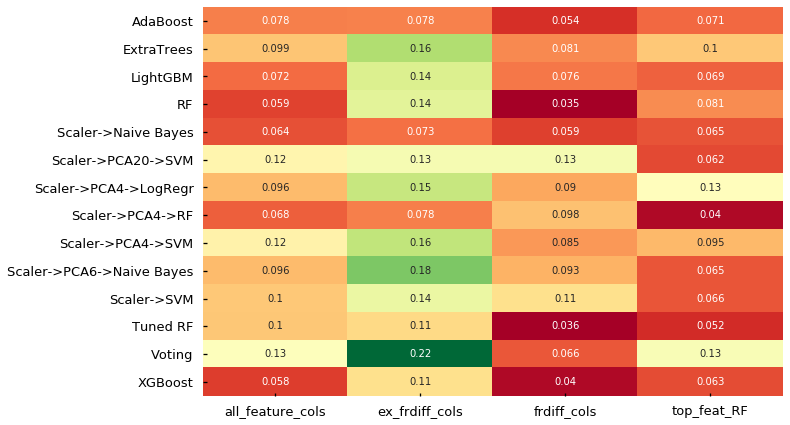 AdaBoost 0.078 0.078 0.054 0.071
ExtraTrees 0.099 0.16 0.081 0.1
LightGBM 0.072 0.14 0.076 0.069
RF 0.059 0.14 0.035 0.081
Scaler->Naive Bayes 0.064 0.073 0.059 0.065
Scaler->PCA20->SVM 0.12 0.13 0.13 0.062
Scaler->PCA4->LogRegr 0.096 0.15 0.09 0.13
Scaler->PCA4->RF 0.068 0.078 0.098 0.04
Scaler->PCA4->SVM 0.12 0.16 0.085 0.095
Scaler->PCA6->Naive Bayes 0.096 0.18 0.093 0.065
Scaler->SVM 0.1 0.14 0.11 0.066
Tuned RF 0.1 0.11 0.036 0.052
Voting 0.13 0.22 0.066 0.13
XGBoost 0.058 0.11 0.04 0.063
all_feature_cols ex_frdiff_cols frdiff_cols top_feat_RF